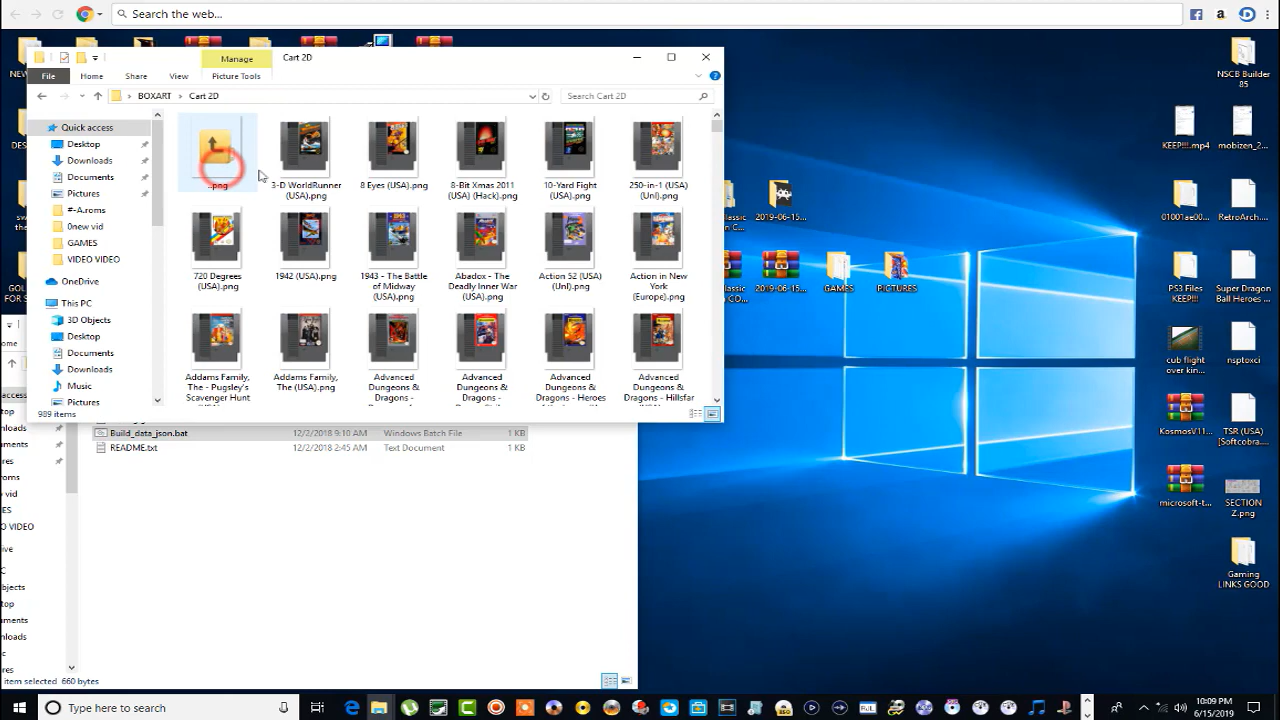 Search the web...
Manage
Cart 2D
File
Home
Share
View
Picture Tools
BOXART > Cart 2D
Search Cart 2D
Quick access
Desktop
Downloads
Documents
Pictures
#-A.roms
0new vid
GAMES
VIDEO VIDEO
OneDrive
This PC
3D Objects
Desktop
Documents
Downloads
Music
Pictures
..png
3-D WorldRunner
(USA).png
8 Eyes (USA).png
8-Bit Xmas 2011
(USA) (Hack).png
10-Yard Fight
(USA).png
250-in-1 (USA)
(Unl).png
720 Degrees
(USA).png
1942 (USA).png
1943 - The Battle
of Midway
(USA).png
Abadox - The
Deadly Inner War
(USA).png
Action 52 (USA)
(Unl).png
Action in New
York
(Europe).png
Addams Family,
The - Pugsley's
Scavenger Hunt
Addams Family,
The (USA).png
Advanced
Dungeons &
Dragons -
Advanced
Dungeons &
Dragons -
Advanced
Dungeons &
Dragons - Heroes
Advanced
Dungeons &
Dragons - Hillsfar
989 items
Build_data_json.bat 12/2/2018 9:10 AM Windows Batch File 1 KB
README.txt 12/2/2018 2:45 AM Text Document 1 KB
item selected 660 bytes
2019-06-15...
2019-06-15...
GAMES
PICTURES
NSCB Builder
85
KEEP!!!.mp4
mobizen_2...
01001ae00...
RetroArch...
PS3 Files
KEEP!!!
Super Dragon
Ball Heroes ...
cub flight
over kin...
nsptoxci
KosmosV11...
TSR (USA)
[Softcobra...
microsoft-t...
SECTION
Z.png
Gaming
LINKS GOOD
Type here to search
10:09 PM
6/15/2019